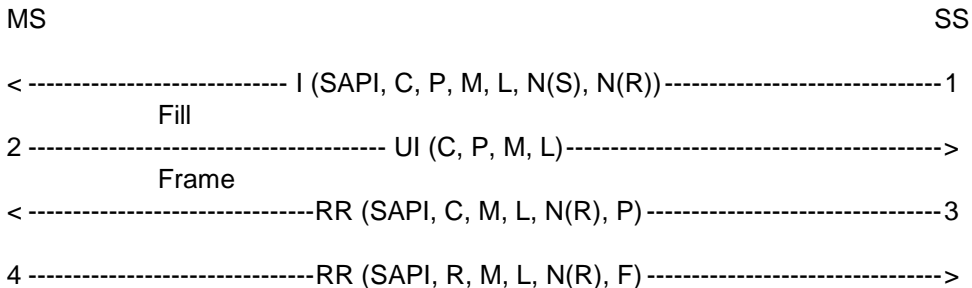 MS SS
< ----------------------------- I (SAPI, C, P, M, L, N(S), N(R)) ------------------------------- 1
Fill
2 ---------------------------------------- UI (C, P, M, L)------------------------------------------>
Frame
< --------------------------------RR (SAPI, C, M, L, N(R), P) --------------------------------- 3
4 --------------------------------RR (SAPI, R, M, L, N(R), F) --------------------------------->